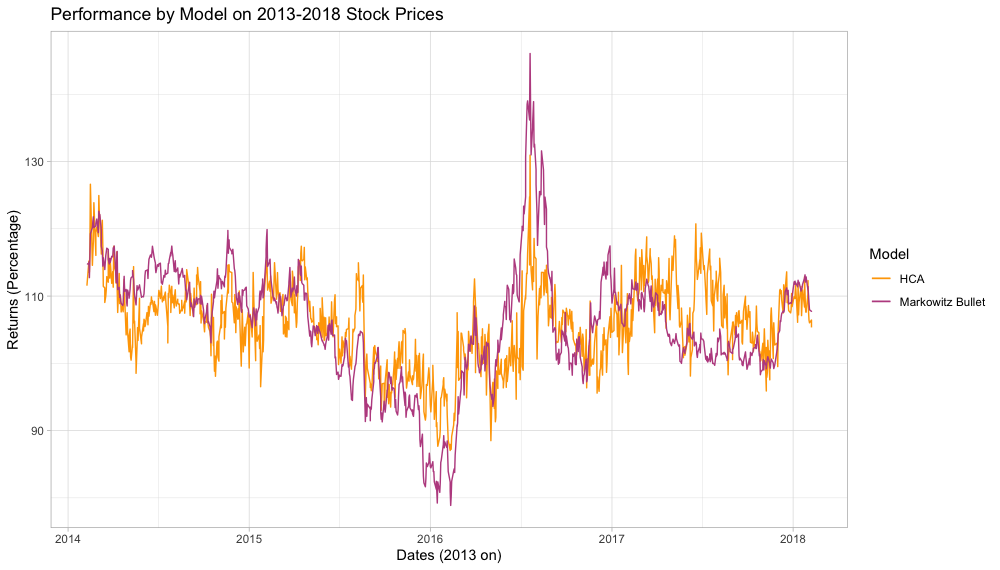 Performance by Model on 2013-2018 Stock Prices
Returns (Percentage)
130
110
90
2014
2015
2016
2017
2018
Dates (2013 on)
Model
HCA
Markowitz Bullet